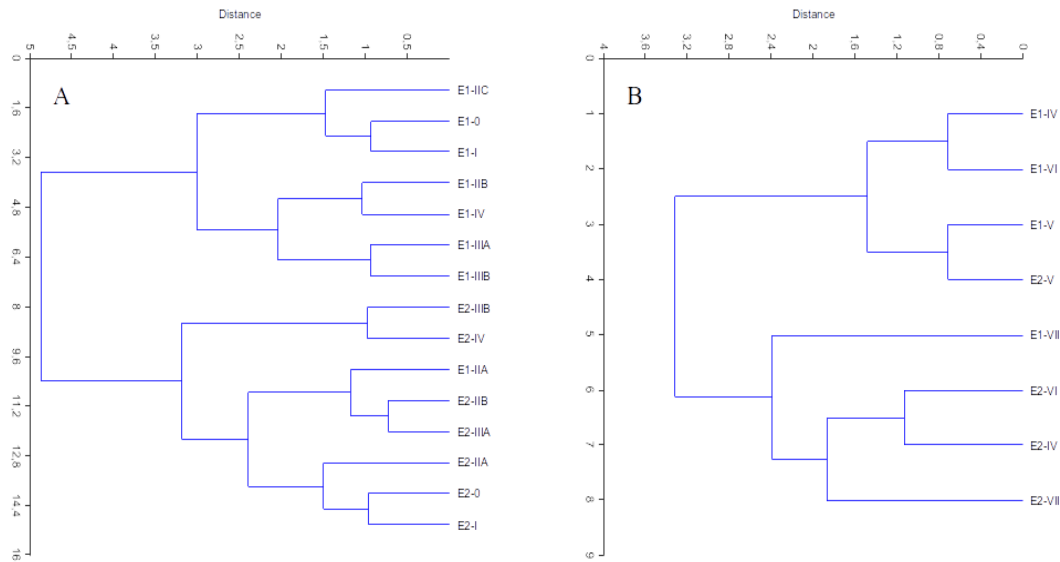 Distance
5 4,5 4 3,5 3 2,5 2 1,5 1 0,5
0
1,6
3,2
4,8
6,4
8
9,6
11,2
12,8
14,4
16
A
E1-IIC
E1-0
E1-I
E1-IIB
E1-IV
E1-IIIA
E1-IIIB
E2-IIIB
E2-IV
E1-IIA
E2-IIB
E2-IIIA
E2-IIA
E2-0
E2-I
Distance
4 3,6 3,2 2,8 2,4 2 1,6 1,2 0,8 0,4 0
0
1
2
3
4
5
6
7
8
9
B
E1-IV
E1-VI
E1-V
E2-V
E1-VII
E2-VI
E2-IV
E2-VII